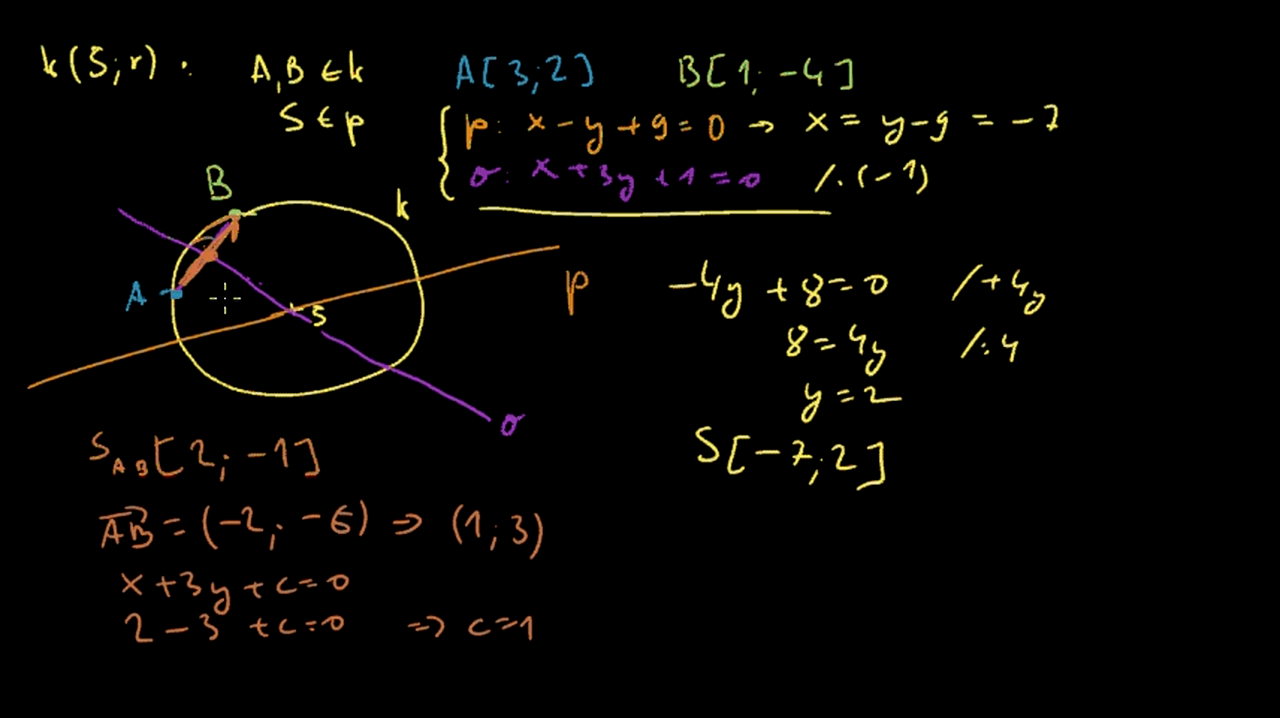 k(S;r): A,B ∈ k A[3;2] B[1;-4]
S ∈ p
p: x-y+9=0 → x = y-9 = -7
σ: x+3y+1=0 /·(-1)
B
k
A
S
p
σ
-4y +8=0 /+4y
8=4y /:4
y=2
S[-7;2]
S_AB[2;-1]
AB=(-2;-6) ⇒ (1;3)
x+3y+c=0
2-3+c=0 ⇒ c=1